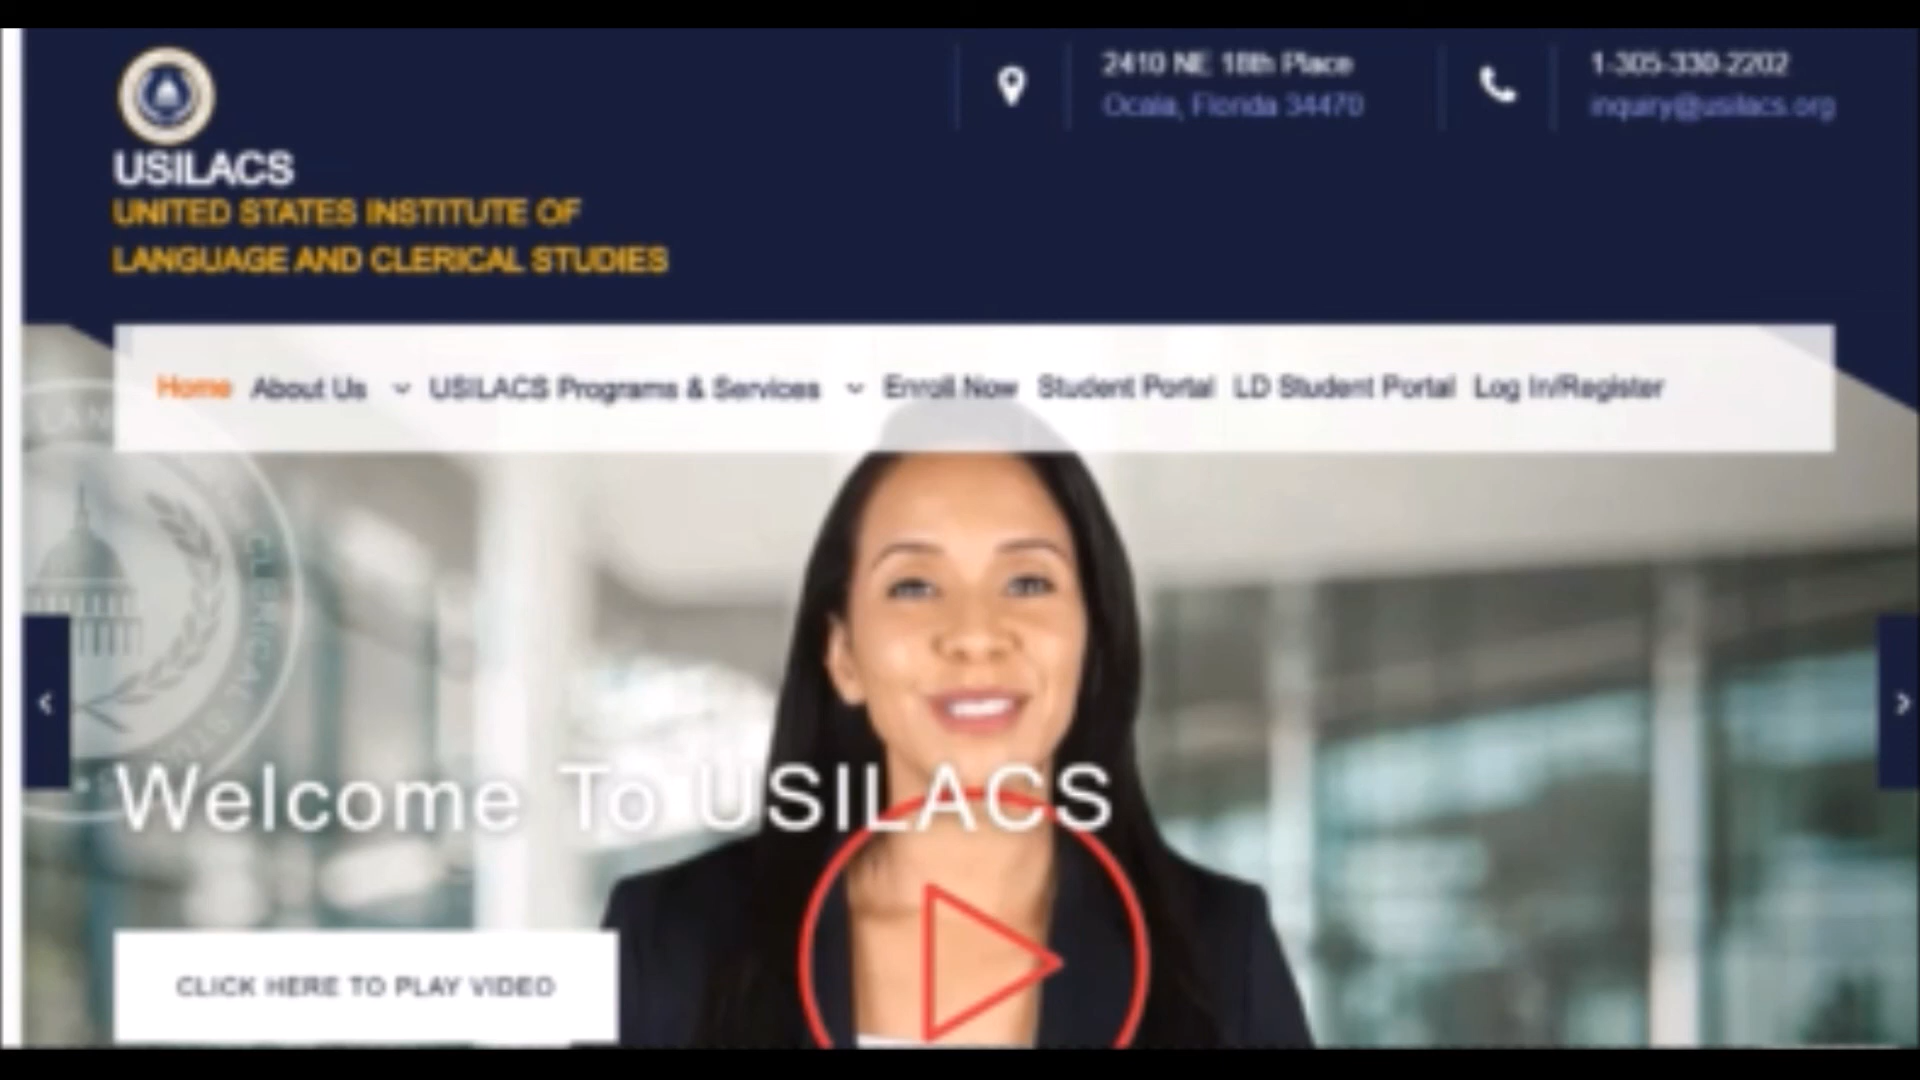 2410 NE 18th Place
Ocala, Florida 34470
1-305-330-2202
inquiry@usilacs.org
USILACS
UNITED STATES INSTITUTE OF
LANGUAGE AND CLERICAL STUDIES
Home About Us USILACS Programs & Services Enroll Now Student Portal LD Student Portal Log In/Register
CLERICAL
Welcome To USILACS
CLICK HERE TO PLAY VIDEO